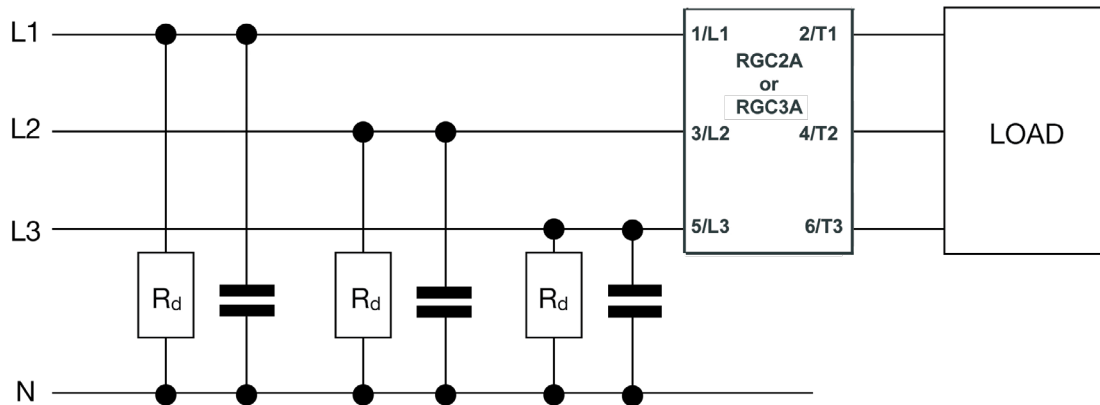 L1
1/L1 2/T1
RGC2A
or
RGC3A
L2
3/L2 4/T2
LOAD
L3
5/L3 6/T3
Rd Rd Rd
N